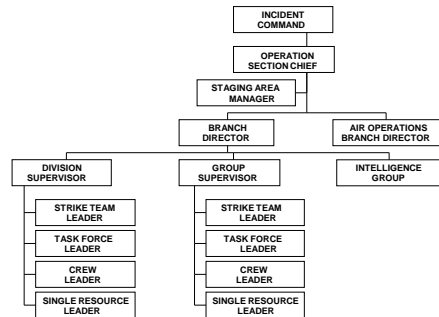 INCIDENT
COMMAND
OPERATION
SECTION CHIEF
STAGING AREA
MANAGER
BRANCH
DIRECTOR
AIR OPERATIONS
BRANCH DIRECTOR
DIVISION
SUPERVISOR
GROUP
SUPERVISOR
INTELLIGENCE
GROUP
STRIKE TEAM
LEADER
TASK FORCE
LEADER
CREW
LEADER
SINGLE RESOURCE
LEADER
STRIKE TEAM
LEADER
TASK FORCE
LEADER
CREW
LEADER
SINGLE RESOURCE
LEADER